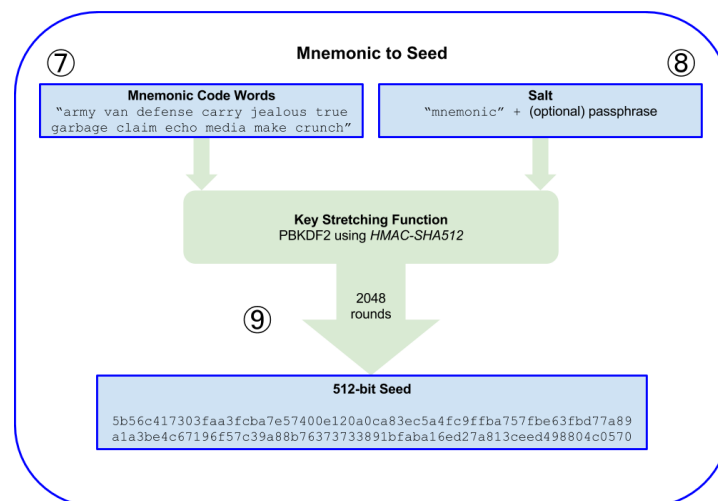 Mnemonic to Seed
⑦
⑧
Mnemonic Code Words
“army van defense carry jealous true
garbage claim echo media make crunch”
Salt
“mnemonic” + (optional) passphrase
Key Stretching Function
PBKDF2 using HMAC-SHA512
2048
rounds
⑨
512-bit Seed
5b56c417303faa3fcba7e57400e120a0ca83ec5a4fc9ffba757fbe63fbd77a89
a1a3be4c67196f57c39a88b76373733891bfaba16ed27a813ceed498804c0570